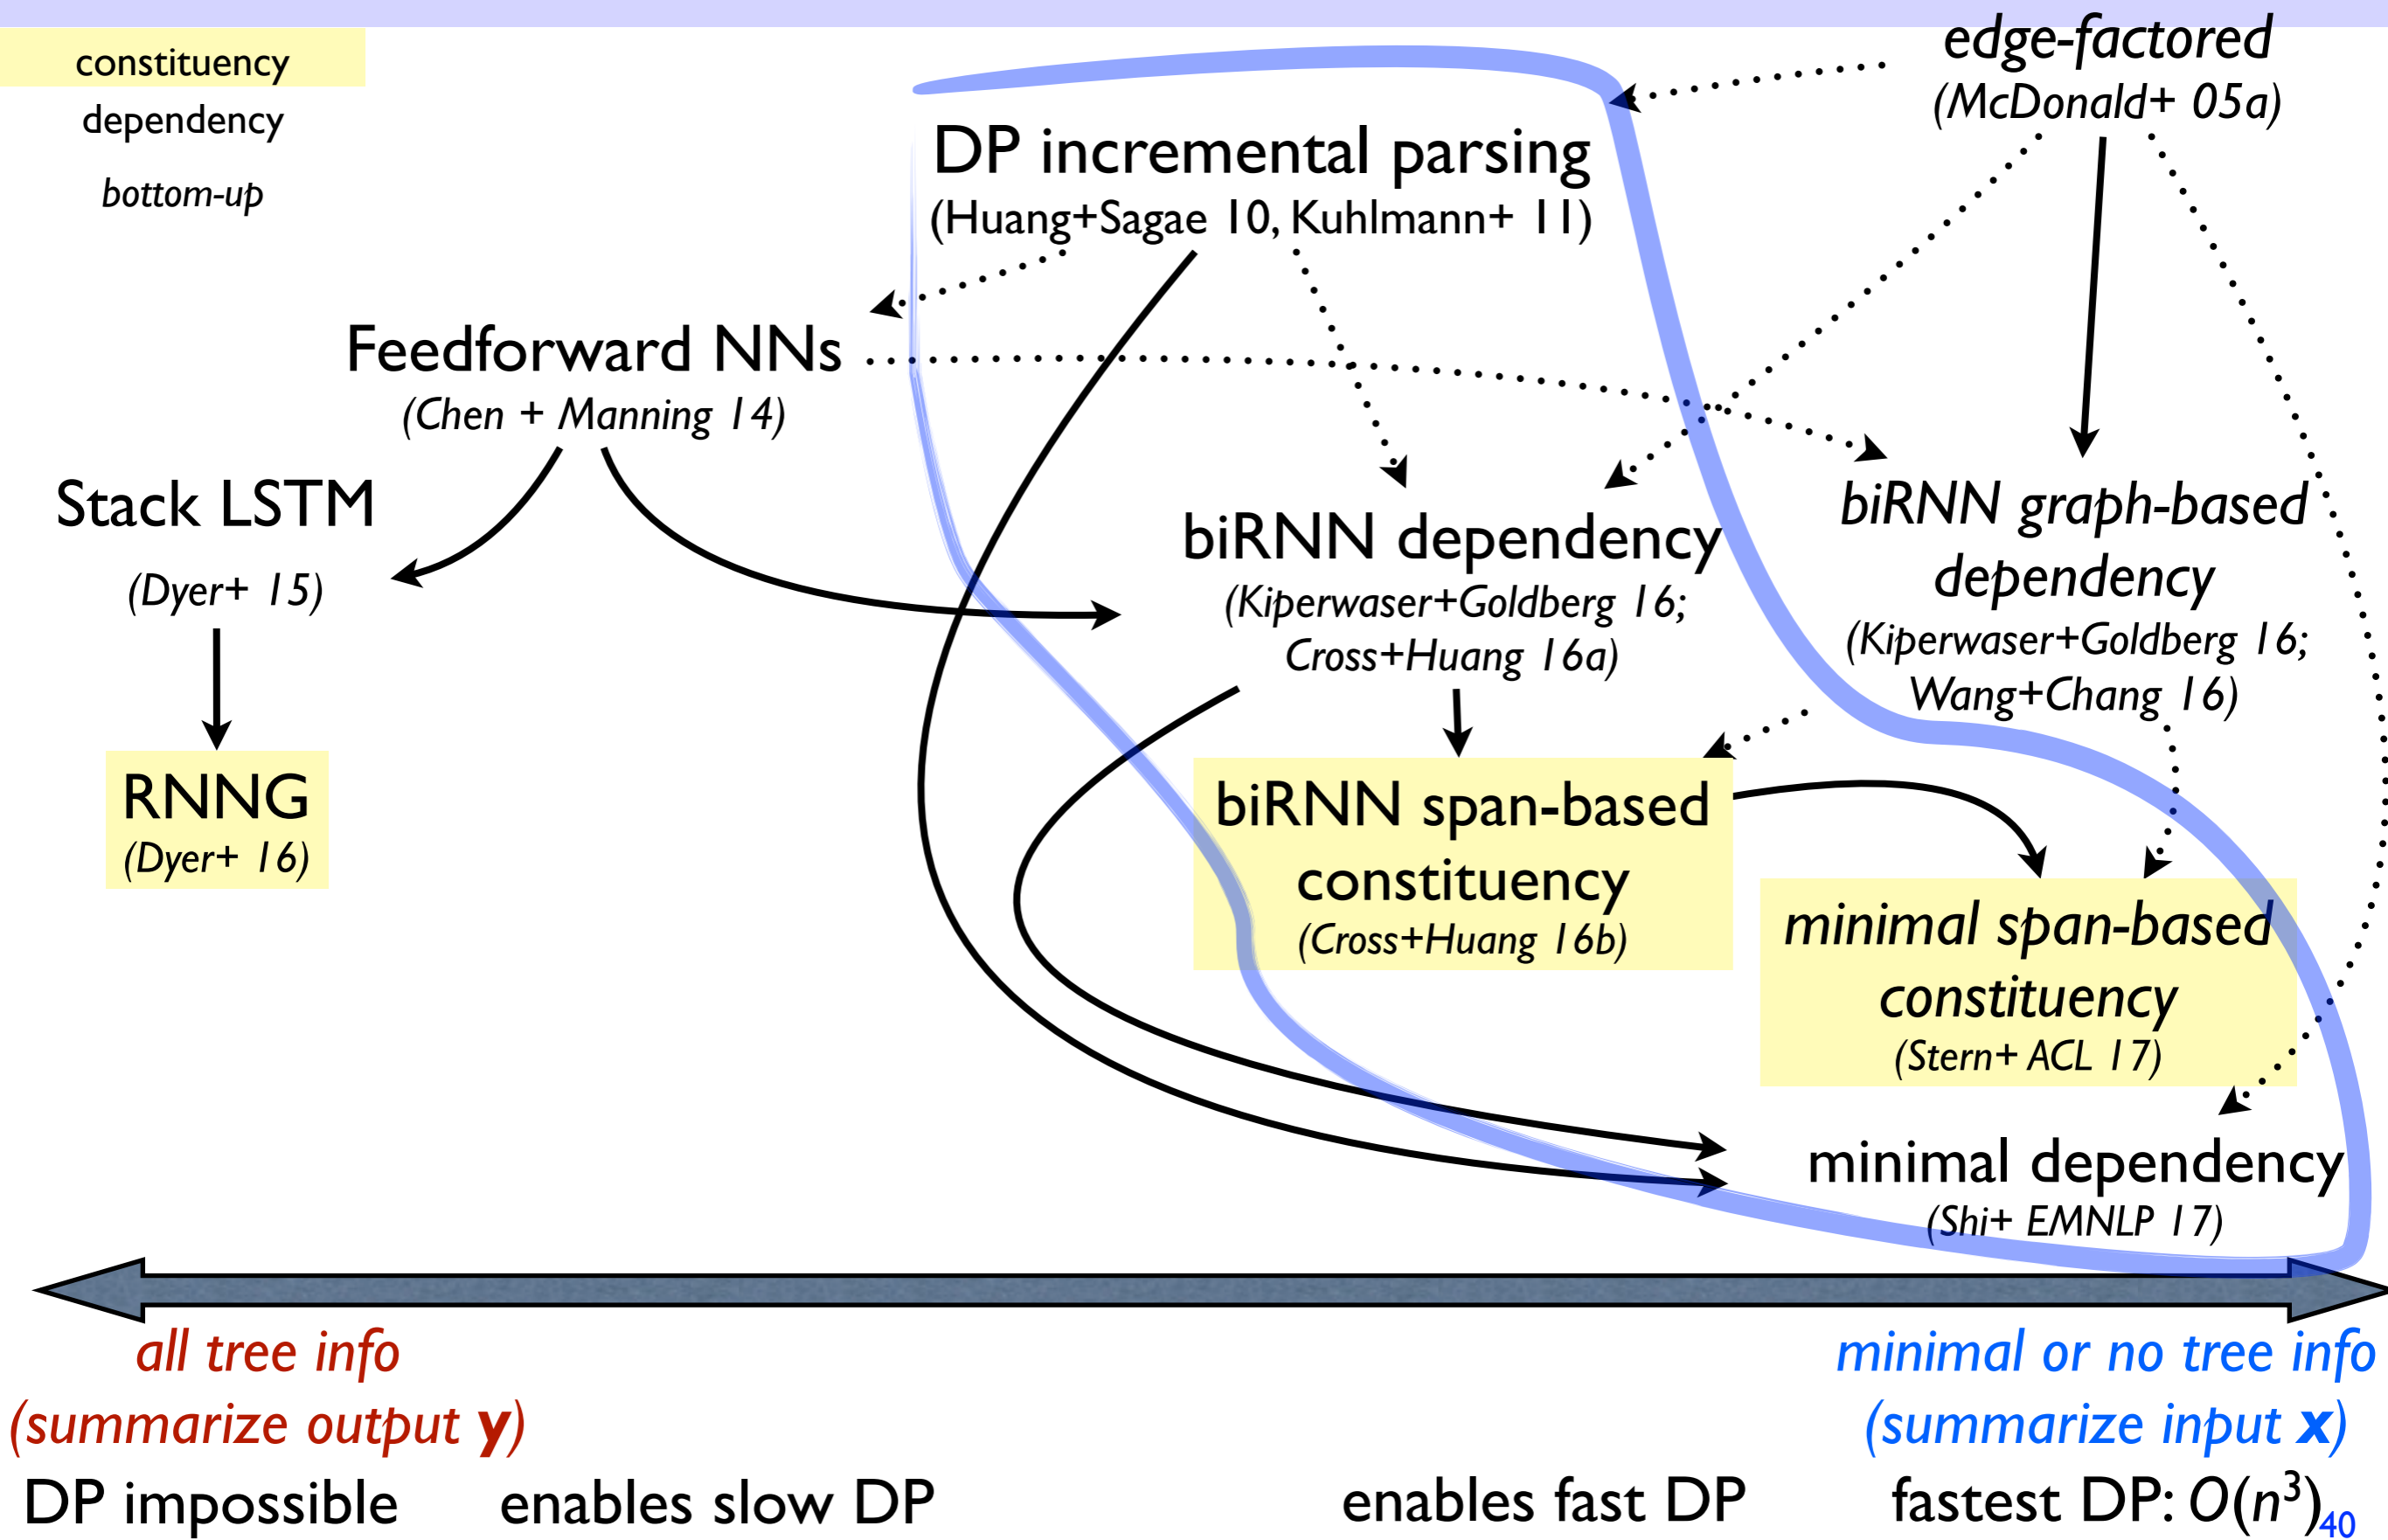 constituency
dependency
bottom-up
edge-factored
(McDonald+ 05a)
DP incremental parsing
(Huang+Sagae 10, Kuhlmann+ 11)
Feedforward NNs
(Chen + Manning 14)
Stack LSTM
(Dyer+ 15)
biRNN dependency
(Kiperwaser+Goldberg 16;
Cross+Huang 16a)
biRNN graph-based
dependency
(Kiperwaser+Goldberg 16;
Wang+Chang 16)
RNNG
(Dyer+ 16)
biRNN span-based
constituency
(Cross+Huang 16b)
minimal span-based
constituency
(Stern+ ACL 17)
minimal dependency
(Shi+ EMNLP 17)
all tree info
(summarize output y)
minimal or no tree info
(summarize input x)
DP impossible
enables slow DP
enables fast DP
fastest DP: O(n³)
40